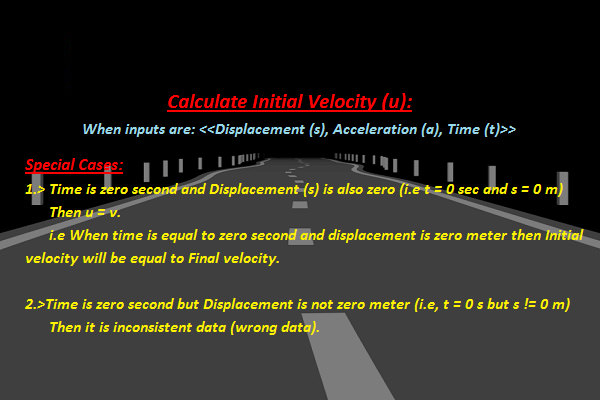 Calculate Initial Velocity (u):
When inputs are: <<Displacement (s), Acceleration (a), Time (t)>>
Special Cases:
1.> Time is zero second and Displacement (s) is also zero (i.e t = 0 sec and s = 0 m)
Then u = v.
i.e When time is equal to zero second and displacement is zero meter then Initial
velocity will be equal to Final velocity.
2.>Time is zero second but Displacement is not zero meter (i.e, t = 0 s but s != 0 m)
Then it is inconsistent data (wrong data).